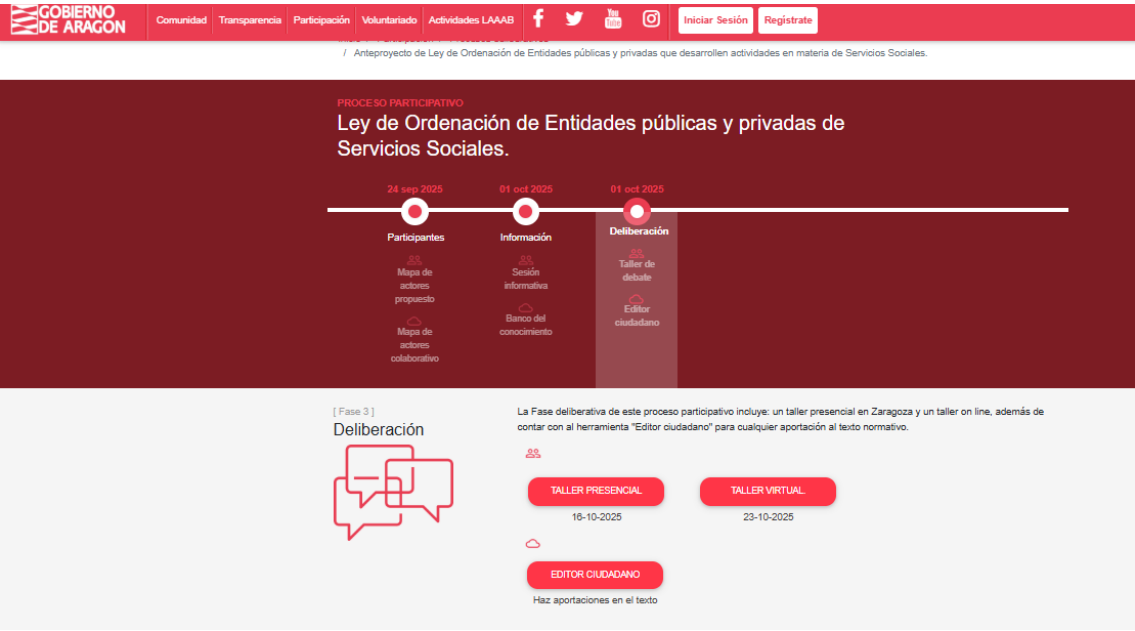 GOBIERNO
DE ARAGON
Comunidad Transparencia Participación Voluntariado Actividades LAAAB
You
Tube
Iniciar Sesión Registrate
/ Anteproyecto de Ley de Ordenación de Entidades públicas y privadas que desarrollen actividades en materia de Servicios Sociales.
PROCESO PARTICIPATIVO
Ley de Ordenación de Entidades públicas y privadas de
Servicios Sociales.
24 sep 2025 01 oct 2025 01 oct 2025
Participantes Información Deliberación
Mapa de
actores
propuesto
Mapa de
actores
colaborativo
Sesión
informativa
Banco del
conocimiento
Taller de
debate
Editor
ciudadano
[ Fase 3 ]
Deliberación
La Fase deliberativa de este proceso participativo incluye: un taller presencial en Zaragoza y un taller on line, además de
contar con al herramienta "Editor ciudadano" para cualquier aportación al texto normativo.
TALLER PRESENCIAL TALLER VIRTUAL.
16-10-2025 23-10-2025
EDITOR CIUDADANO
Haz aportaciones en el texto